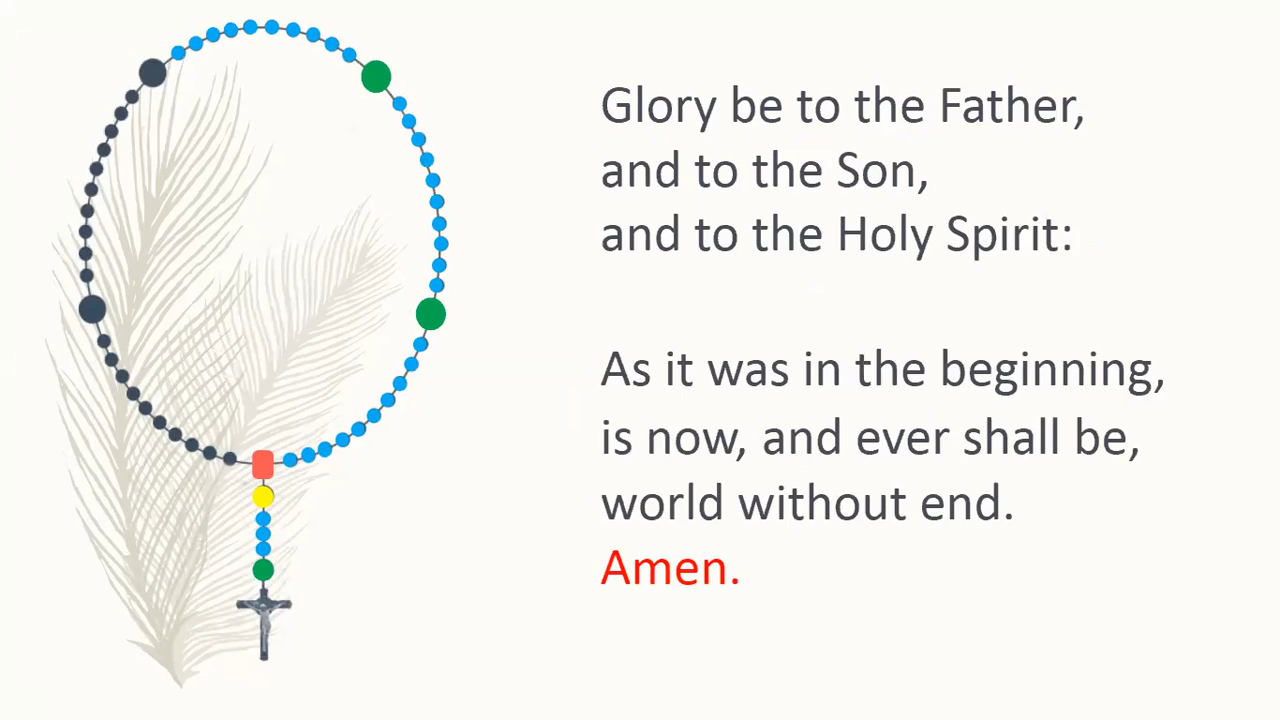 Glory be to the Father,
and to the Son,
and to the Holy Spirit:
As it was in the beginning,
is now, and ever shall be,
world without end.
Amen.